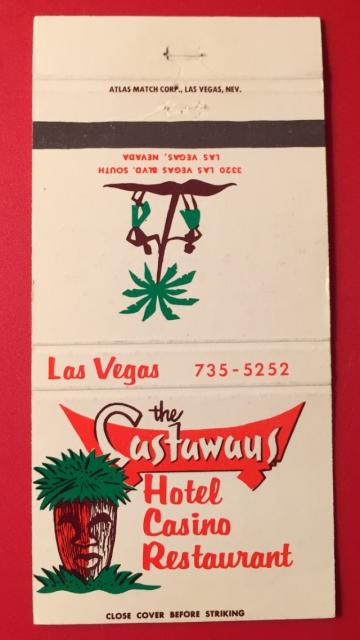 ATLAS MATCH CORP., LAS VEGAS, NEV.
3320 LAS VEGAS BLVD. SOUTH
LAS VEGAS, NEVADA
Las Vegas 735-5252
the
Castaways
Hotel
Casino
Restaurant
CLOSE COVER BEFORE STRIKING